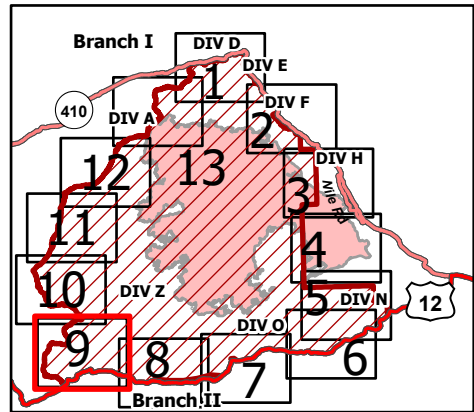 Branch I
DIV D
DIV E
1
410
DIV A
DIV F
2
12
13
DIV H
3
Nile Rd
11
4
10
DIV Z
5
DIV N
12
9
DIV O
8
7
6
Branch II